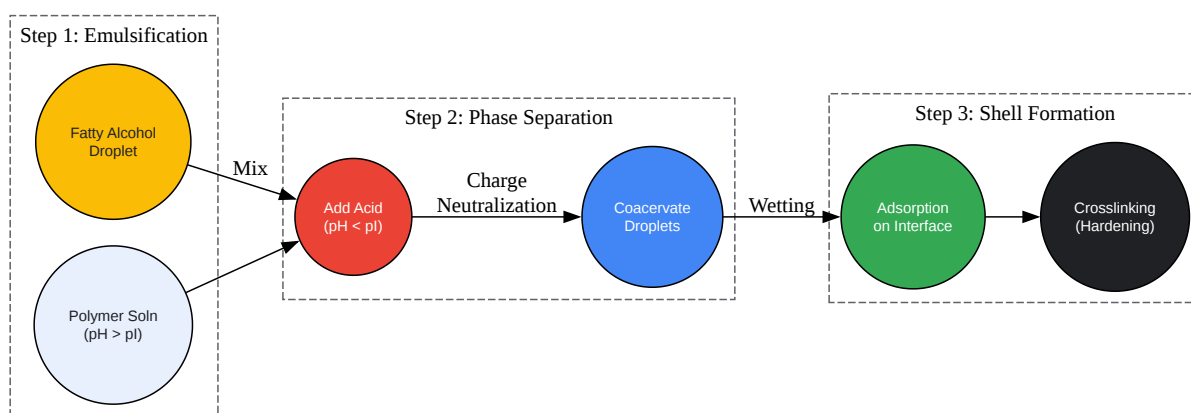 Step 1: Emulsification
Fatty Alcohol
Droplet
Polymer Soln
(pH > pI)
Mix
Step 2: Phase Separation
Add Acid
(pH < pI)
Charge
Neutralization
Coacervate
Droplets
Wetting
Step 3: Shell Formation
Adsorption
on Interface
Crosslinking
(Hardening)